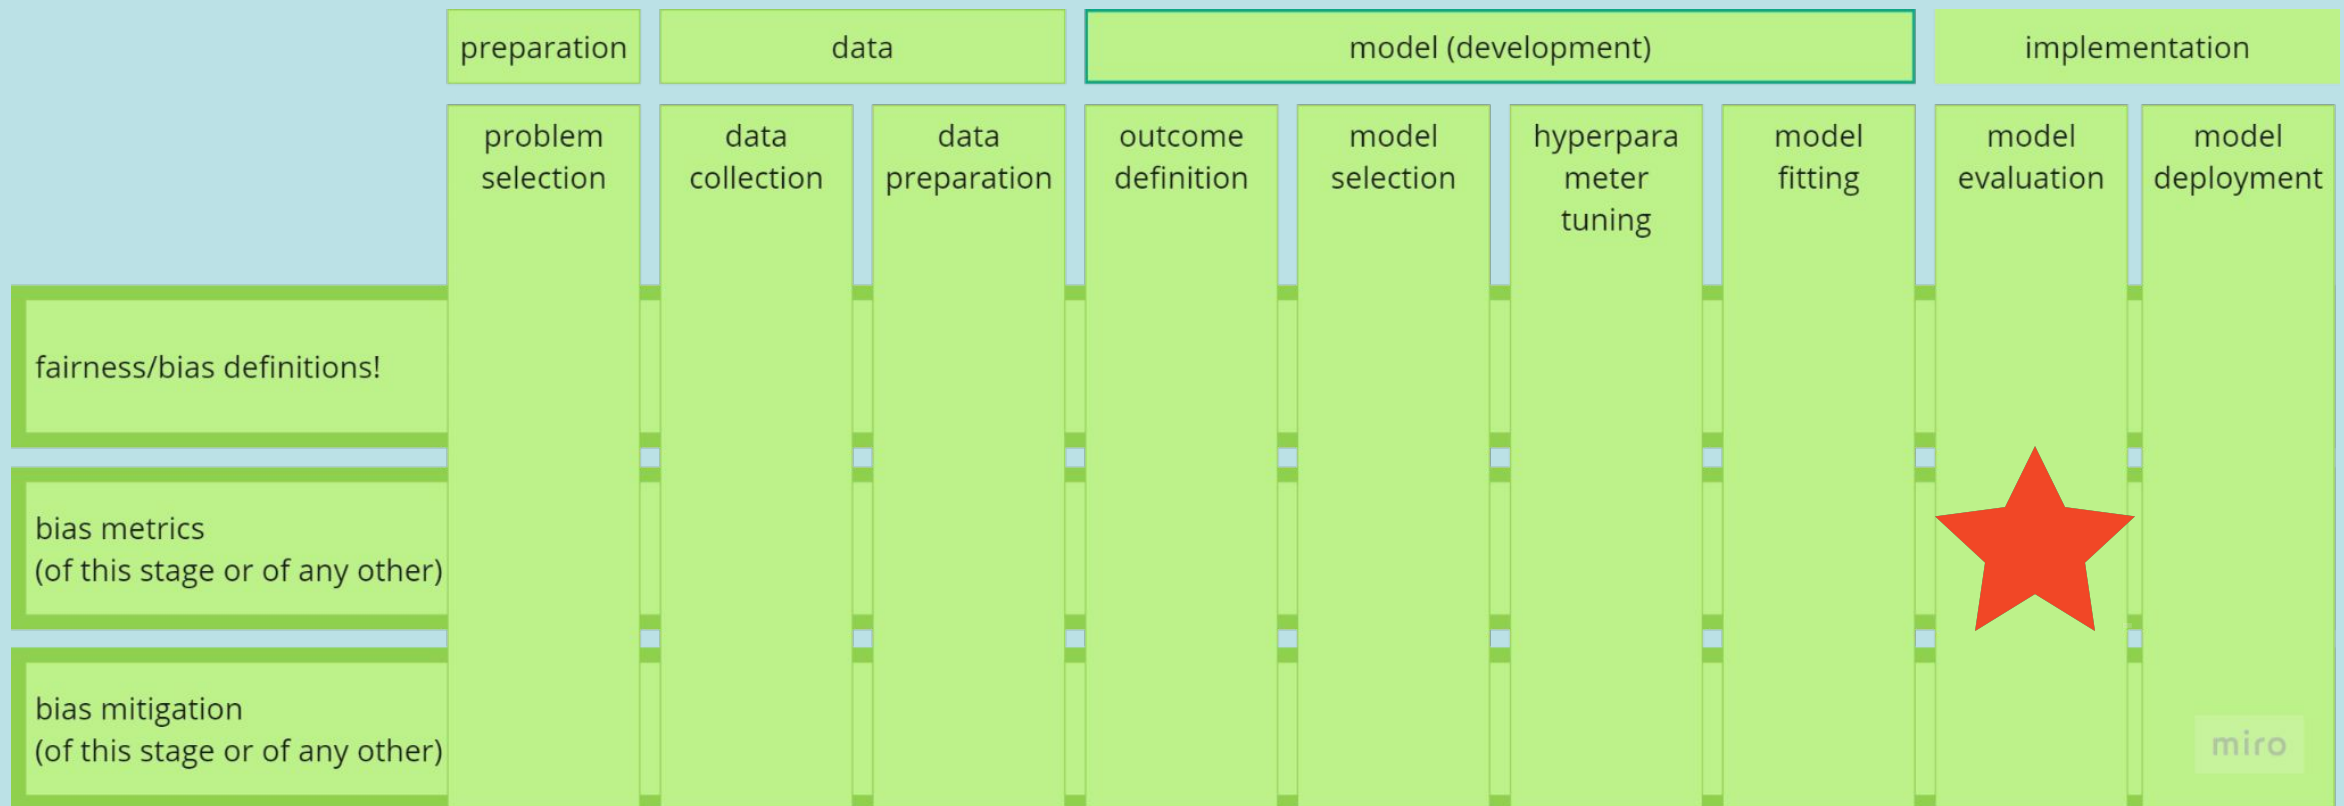 preparation
data
model (development)
implementation
problem
selection
data
collection
data
preparation
outcome
definition
model
selection
hyperpara
meter
tuning
model
fitting
model
evaluation
model
deployment
fairness/bias definitions!
bias metrics
(of this stage or of any other)
bias mitigation
(of this stage or of any other)
miro